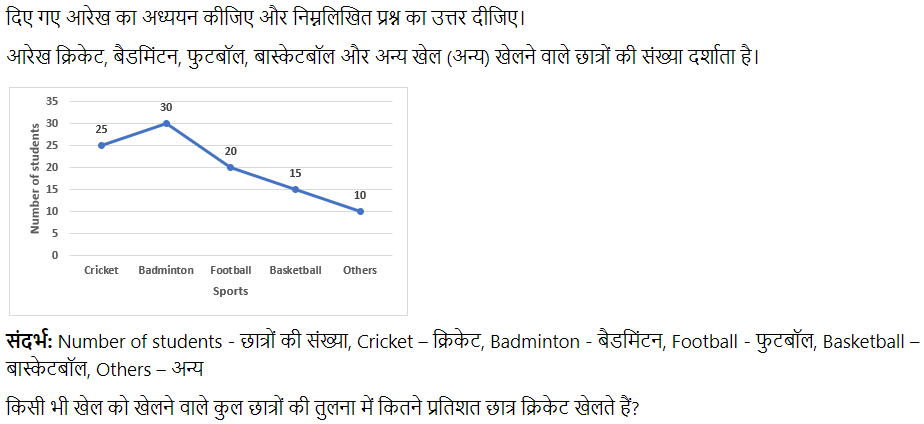 दिए गए आरेख का अध्ययन कीजिए और निम्नलिखित प्रश्न का उत्तर दीजिए।
आरेख क्रिकेट, बैडमिंटन, फुटबॉल, बास्केटबॉल और अन्य खेल (अन्य) खेलने वाले छात्रों की संख्या दर्शाता है।
35
30
25
20
15
10
5
0
Number of students
25
30
20
15
10
Cricket Badminton Football Basketball Others
Sports
संदर्भ: Number of students - छात्रों की संख्या, Cricket – क्रिकेट, Badminton - बैडमिंटन, Football - फुटबॉल, Basketball –
बास्केटबॉल, Others – अन्य
किसी भी खेल को खेलने वाले कुल छात्रों की तुलना में कितने प्रतिशत छात्र क्रिकेट खेलते हैं?